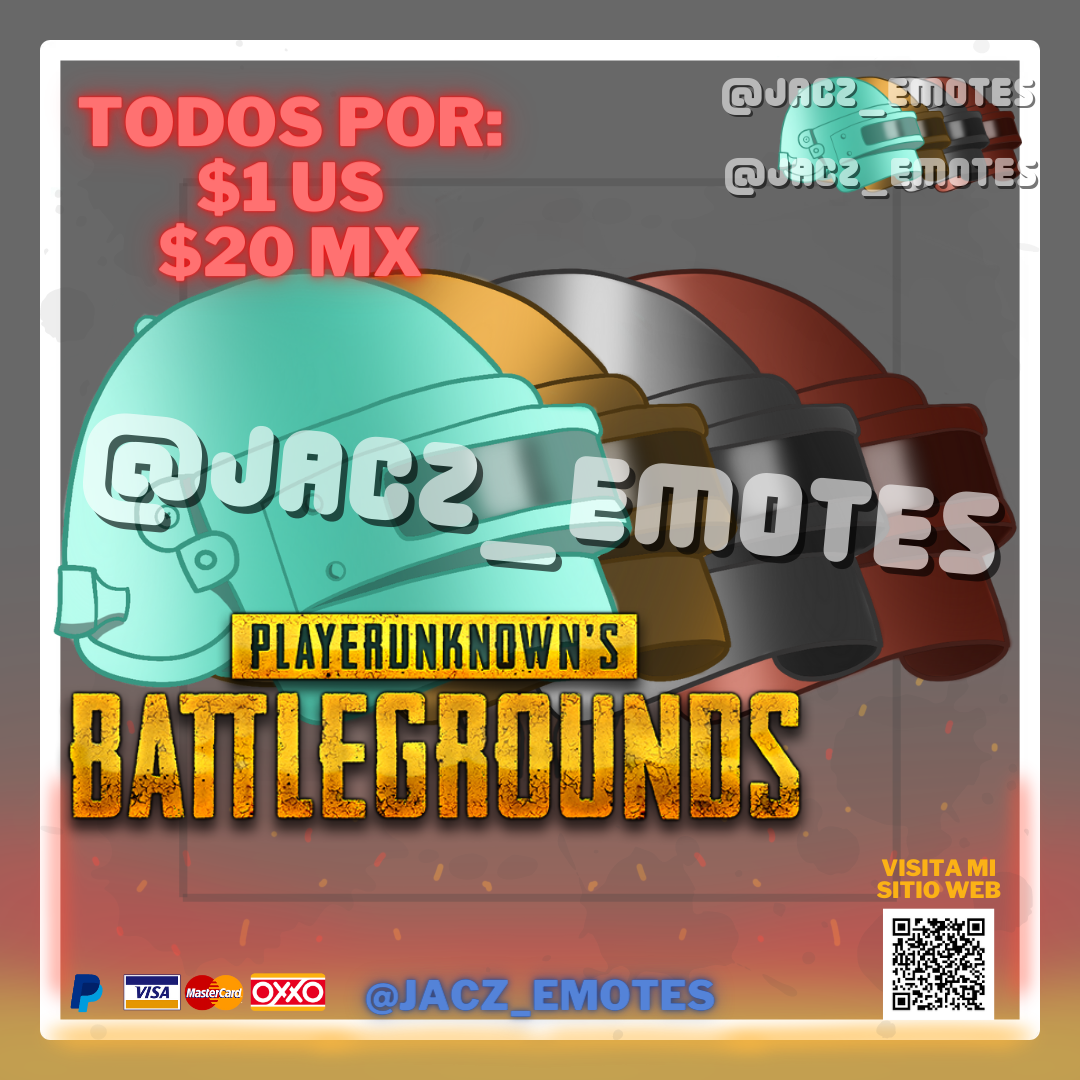 TODOS POR:
$1 US
$20 MX
@JACZ_EMOTES
@JACZ_EMOTES
@JACZ_EMOTES
PLAYERUNKNOWN'S
BATTLEGROUNDS
VISITA MI
SITIO WEB
VISA
MasterCard
OXXO
@JACZ_EMOTES